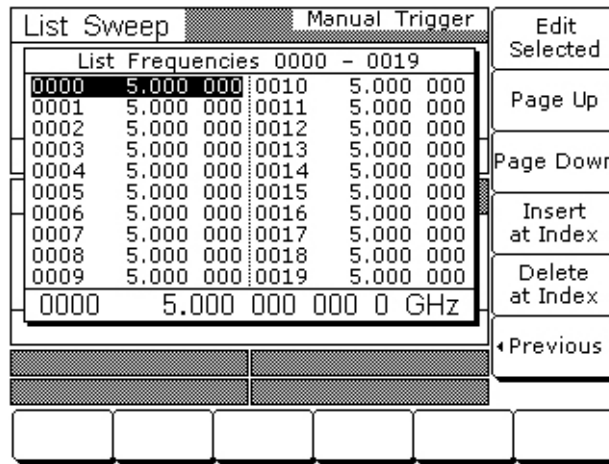 List Sweep Manual Trigger
List Frequencies 0000 - 0019
0000 5.000 000 0010 5.000 000
0001 5.000 000 0011 5.000 000
0002 5.000 000 0012 5.000 000
0003 5.000 000 0013 5.000 000
0004 5.000 000 0014 5.000 000
0005 5.000 000 0015 5.000 000
0006 5.000 000 0016 5.000 000
0007 5.000 000 0017 5.000 000
0008 5.000 000 0018 5.000 000
0009 5.000 000 0019 5.000 000
0000 5.000 000 000 0 GHz
Edit
Selected
Page Up
Page Down
Insert
at Index
Delete
at Index
Previous